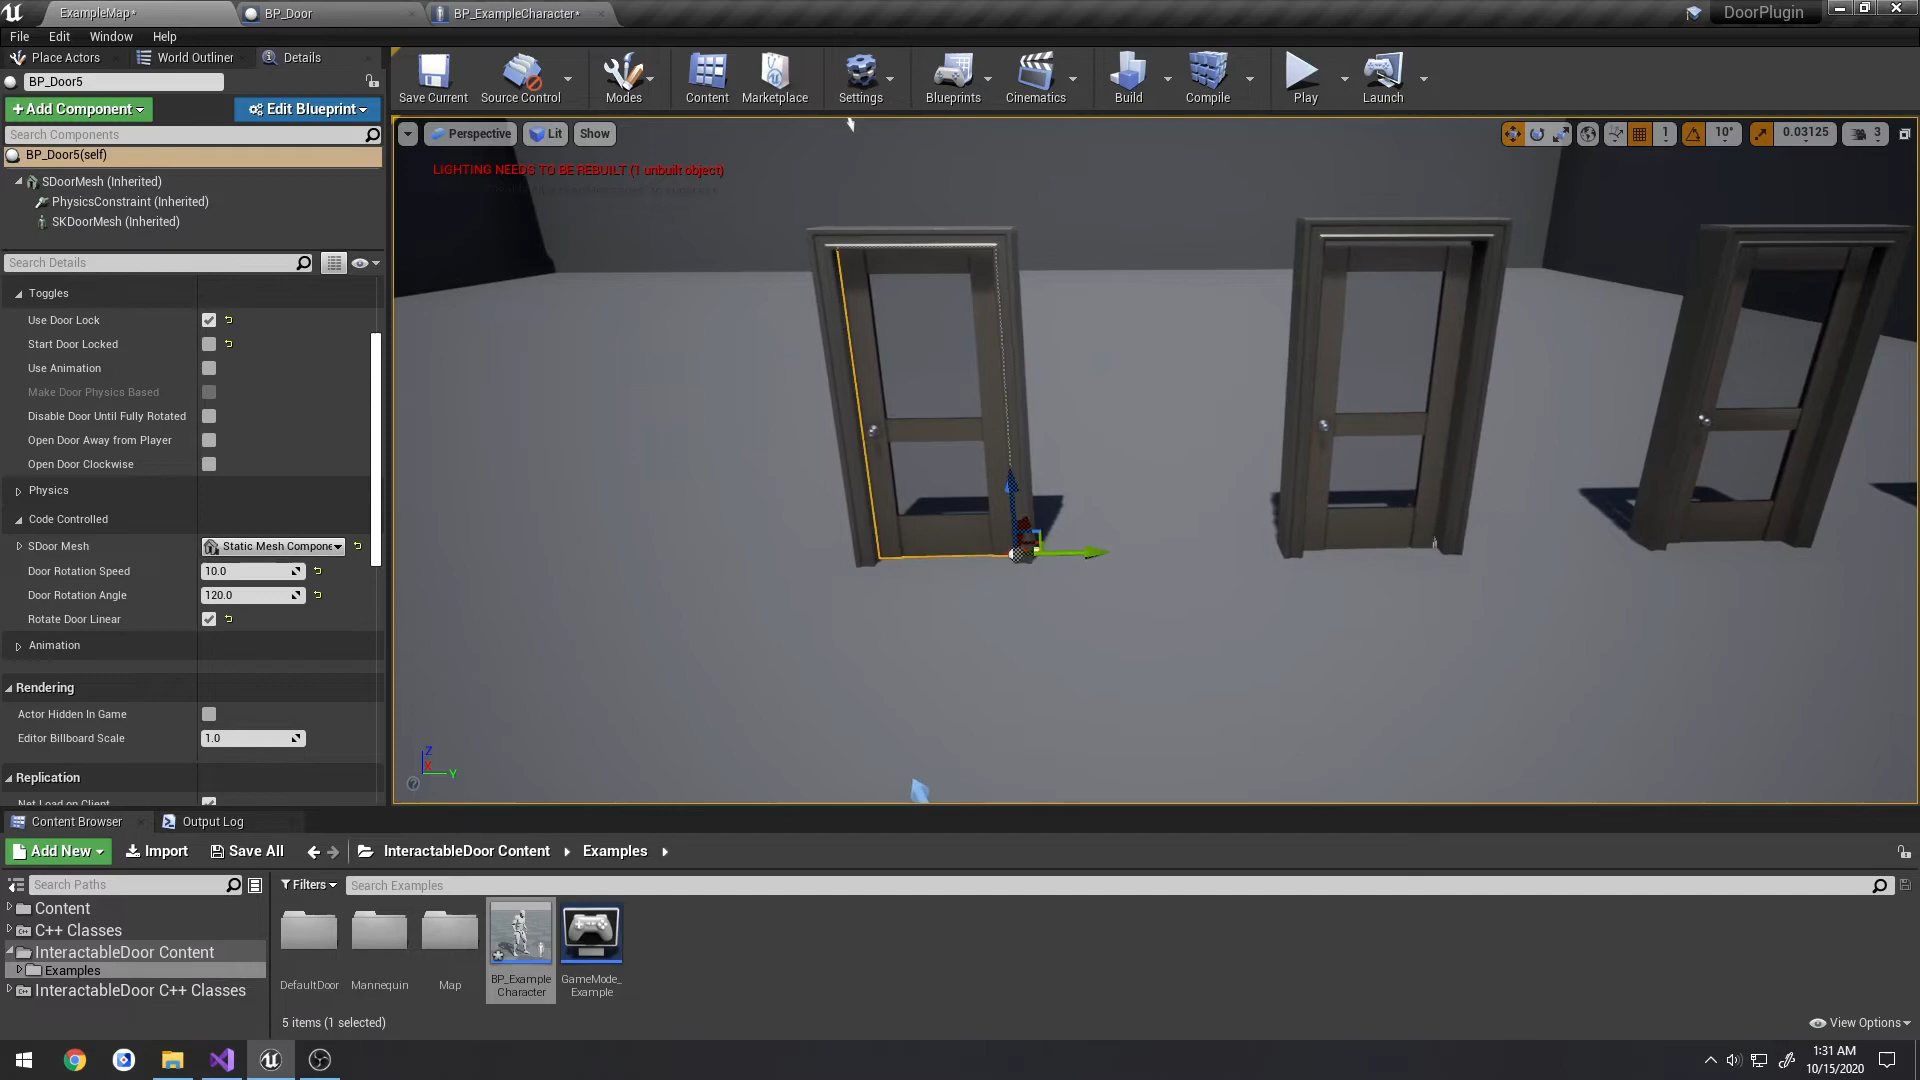 ExampleMap*
BP_Door
BP_ExampleCharacter*
DoorPlugin
File Edit Window Help
Place Actors
World Outliner
Details
BP_Door5
+Add Component
Edit Blueprint
Search Components
BP_Door5(self)
SDoorMesh (Inherited)
PhysicsConstraint (Inherited)
SKDoorMesh (Inherited)
Search Details
Toggles
Use Door Lock
Start Door Locked
Use Animation
Make Door Physics Based
Disable Door Until Fully Rotated
Open Door Away from Player
Open Door Clockwise
Physics
Code Controlled
SDoor Mesh Static Mesh Compone
Door Rotation Speed 10.0
Door Rotation Angle 120.0
Rotate Door Linear
Animation
Rendering
Actor Hidden In Game
Editor Billboard Scale 1.0
Replication
Net Load on Client
Save Current
Source Control
Modes
Content
Marketplace
Settings
Blueprints
Cinematics
Build
Compile
Play
Launch
Perspective
Lit
Show
1
10°
0.03125
3
LIGHTING NEEDS TO BE REBUILT (1 unbuilt object)
Z
X
Y
Content Browser
Output Log
Add New
Import
Save All
InteractableDoor Content
Examples
Search Paths
Filters
Search Examples
Content
C++ Classes
InteractableDoor Content
Examples
InteractableDoor C++ Classes
DefaultDoor
Mannequin
Map
BP_Example
Character
GameMode_
Example
5 items (1 selected)
View Options
1:31 AM
10/15/2020